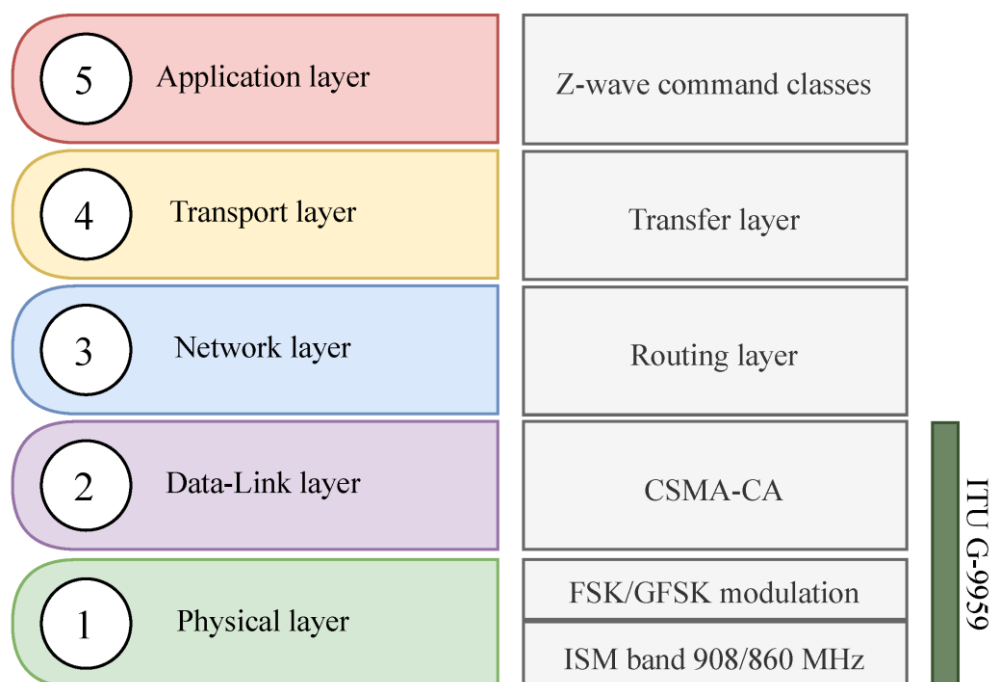 5
Application layer
Z-wave command classes
4
Transport layer
Transfer layer
3
Network layer
Routing layer
2
Data-Link layer
CSMA-CA
1
Physical layer
FSK/GFSK modulation
ISM band 908/860 MHz
ITU G-9959